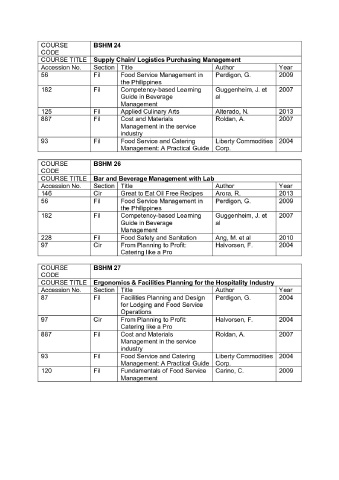 COURSE CODE BSHM 24
COURSE TITLE Supply Chain/ Logistics Purchasing Management
Accession No. Section Title Author Year
56 Fil Food Service Management in the Philippines Perdigon, G. 2009
182 Fil Competency-based Learning Guide in Beverage Management Guggenheim, J. et al 2007
125 Fil Applied Culinary Arts Alterado, N. 2013
887 Fil Cost and Materials Management in the service industry Roldan, A. 2007
93 Fil Food Service and Catering Management: A Practical Guide Liberty Commodities Corp. 2004
COURSE CODE BSHM 26
COURSE TITLE Bar and Beverage Management with Lab
Accession No. Section Title Author Year
146 Cir Great to Eat Oil Free Recipes Arora, R. 2013
56 Fil Food Service Management in the Philippines Perdigon, G. 2009
182 Fil Competency-based Learning Guide in Beverage Management Guggenheim, J. et al 2007
228 Fil Food Safety and Sanitation Ang, M. et al 2010
97 Cir From Planning to Profit: Catering like a Pro Halvorsen, F. 2004
COURSE CODE BSHM 27
COURSE TITLE Ergonomics & Facilities Planning for the Hospitality Industry
Accession No. Section Title Author Year
87 Fil Facilities Planning and Design for Lodging and Food Service Operations Perdigon, G. 2004
97 Cir From Planning to Profit: Catering like a Pro Halvorsen, F. 2004
887 Fil Cost and Materials Management in the service industry Roldan, A. 2007
93 Fil Food Service and Catering Management: A Practical Guide Liberty Commodities Corp. 2004
120 Fil Fundamentals of Food Service Management Carino, C. 2009